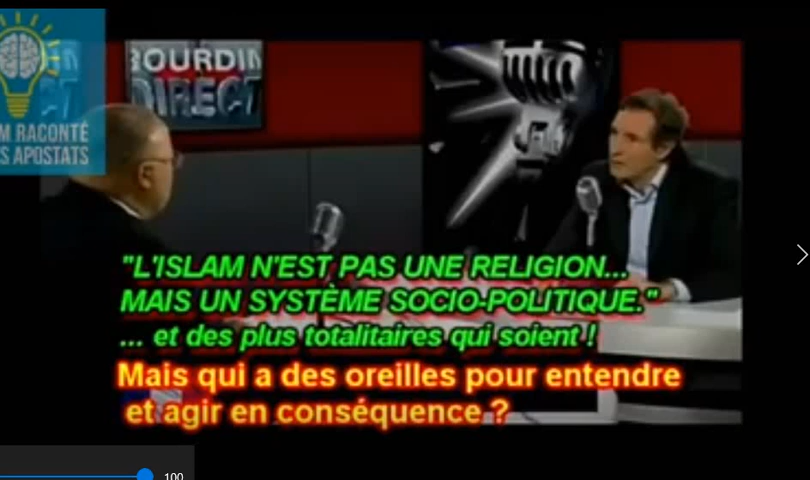 BOURDIN
DIRECT
M RACONTÉ
S APOSTATS
"L'ISLAM N'EST PAS UNE RELIGION...
MAIS UN SYSTÈME SOCIO-POLITIQUE."
... et des plus totalitaires qui soient !
Mais qui a des oreilles pour entendre
et agir en conséquence ?
100